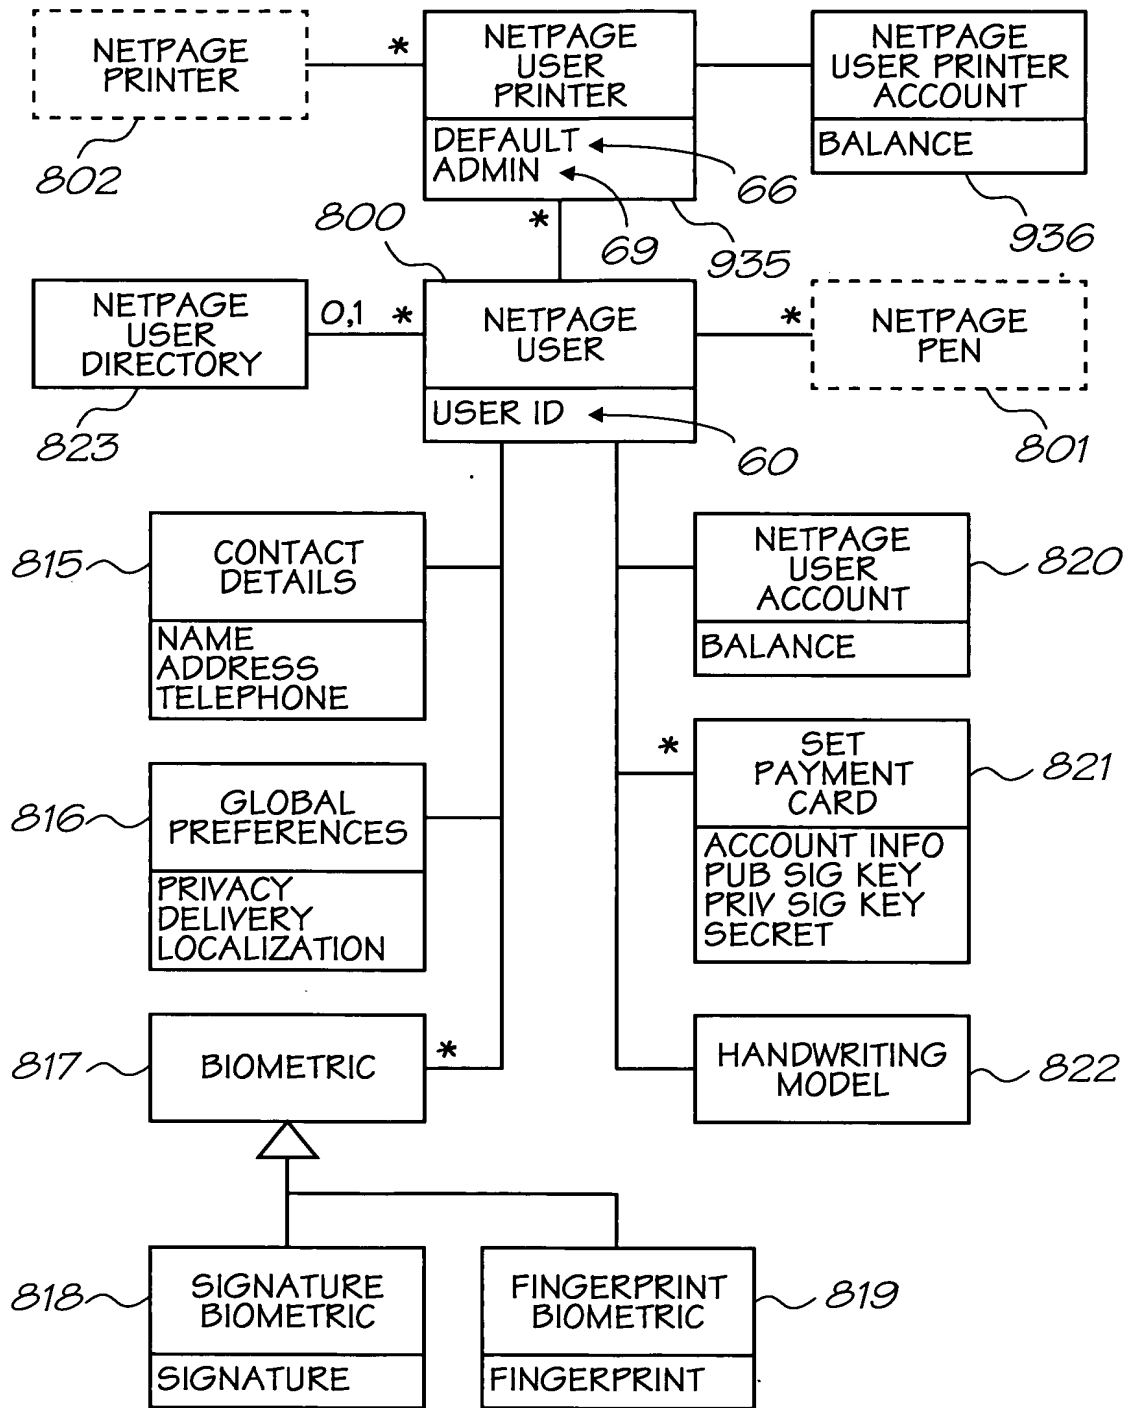 NETPAGE
PRINTER
802
*
NETPAGE
USER
PRINTER
DEFAULT
ADMIN
66
69
935
NETPAGE
USER PRINTER
ACCOUNT
BALANCE
936
*
800
NETPAGE
USER
DIRECTORY
823
0,1
*
NETPAGE
USER
USER ID
60
*
NETPAGE
PEN
801
815
CONTACT
DETAILS
NAME
ADDRESS
TELEPHONE
NETPAGE
USER
ACCOUNT
BALANCE
820
816
GLOBAL
PREFERENCES
PRIVACY
DELIVERY
LOCALIZATION
*
SET
PAYMENT
CARD
ACCOUNT INFO
PUB SIG KEY
PRIV SIG KEY
SECRET
821
817
BIOMETRIC
*
HANDWRITING
MODEL
822
818
SIGNATURE
BIOMETRIC
SIGNATURE
FINGERPRINT
BIOMETRIC
FINGERPRINT
819